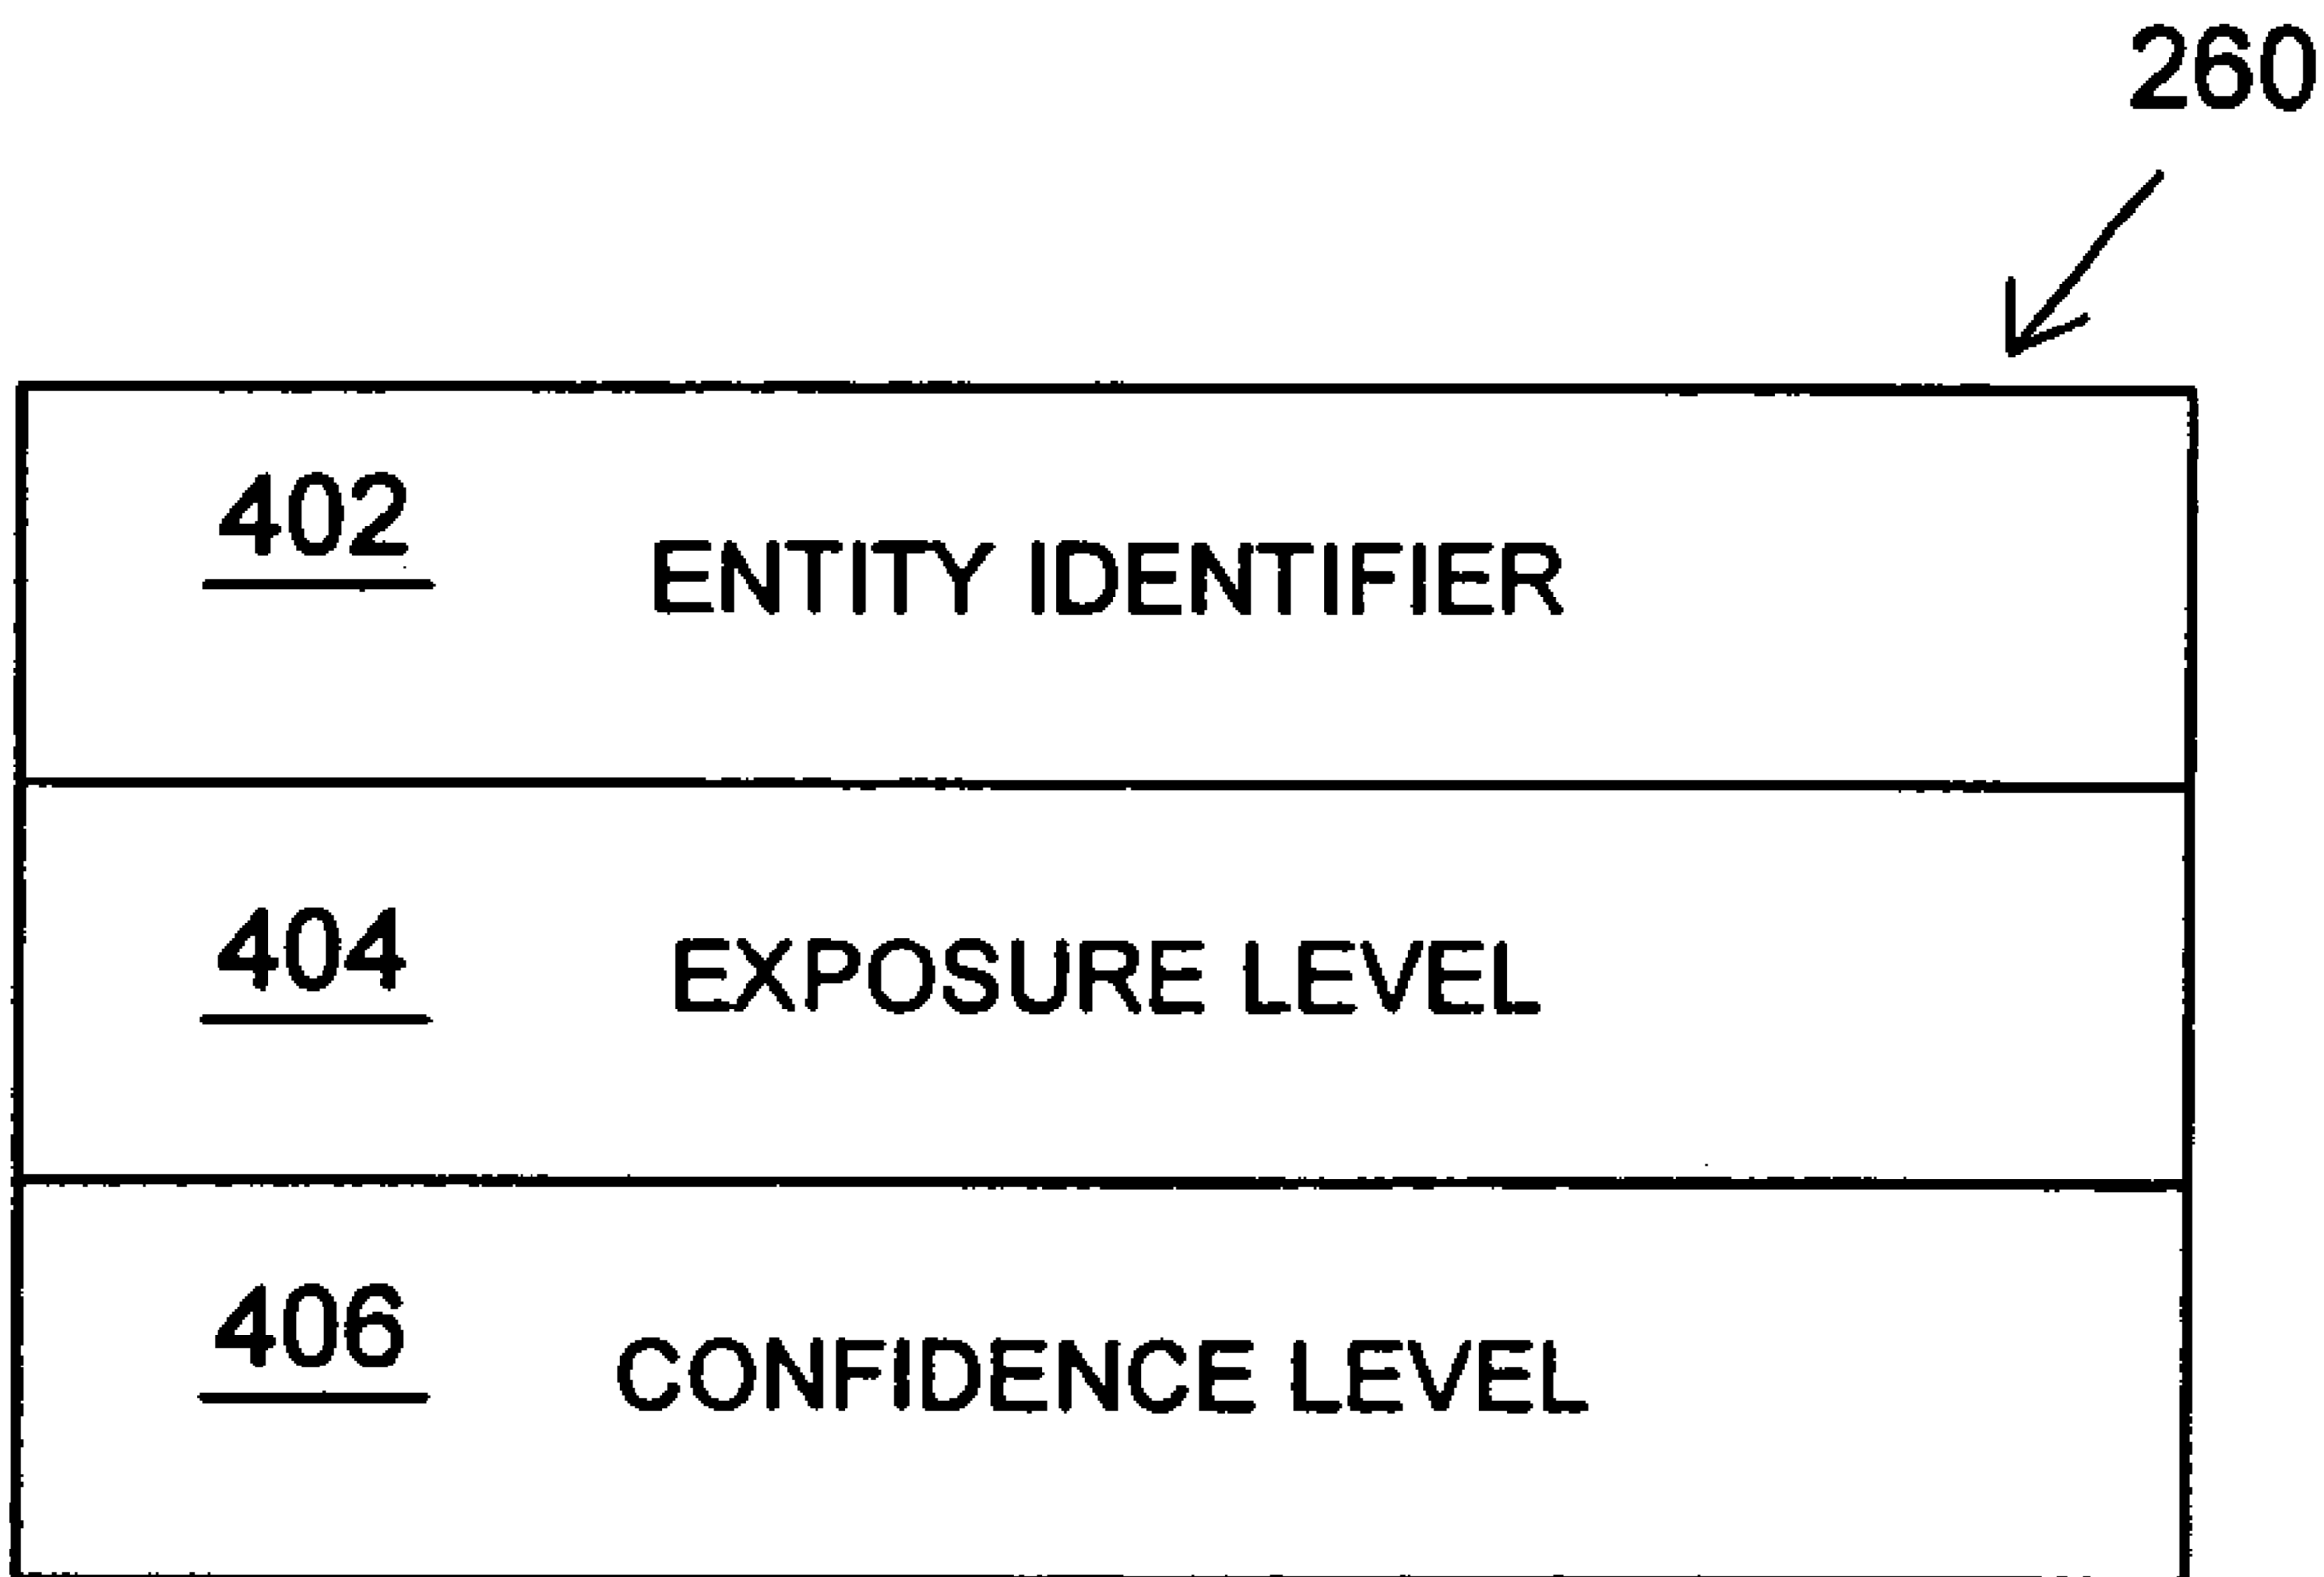 260
402
ENTITY IDENTIFIER
404
EXPOSURE LEVEL
406
CONFIDENCE LEVEL